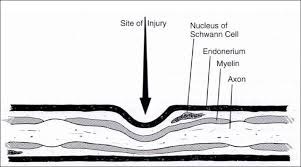 Site of Injury
Nucleus of
Schwann Cell
Endonerium
Myelin
Axon